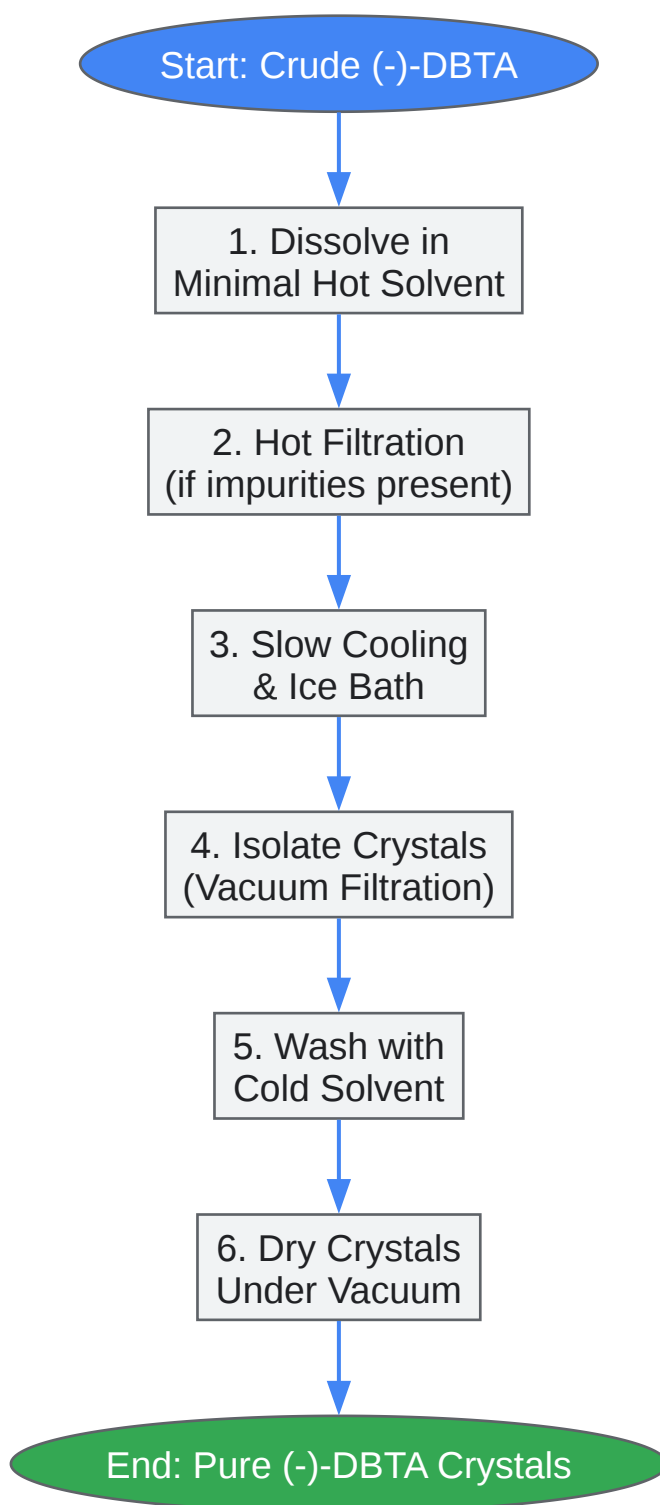 Start: Crude (-)-DBTA
1. Dissolve in
Minimal Hot Solvent
2. Hot Filtration
(if impurities present)
3. Slow Cooling
& Ice Bath
4. Isolate Crystals
(Vacuum Filtration)
5. Wash with
Cold Solvent
6. Dry Crystals
Under Vacuum
End: Pure (-)-DBTA Crystals